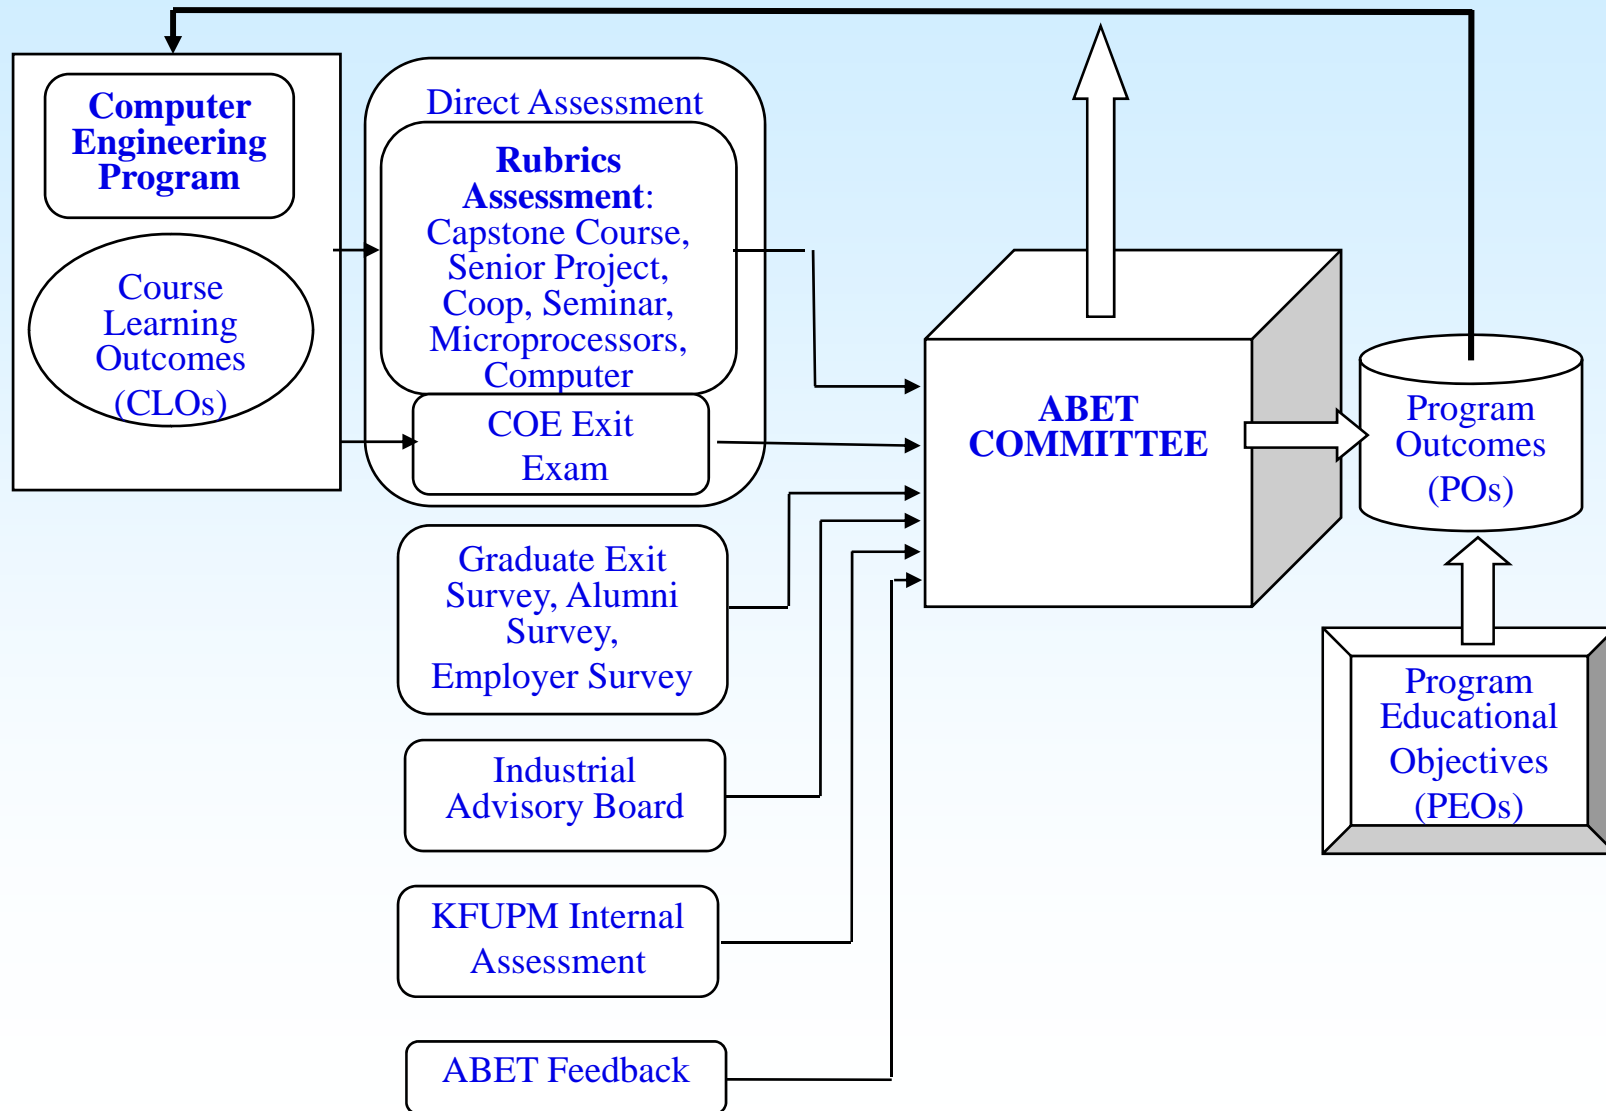 Computer
Engineering
Program
Course
Learning
Outcomes
(CLOs)
Direct Assessment
Rubrics
Assessment:
Capstone Course,
Senior Project,
Coop, Seminar,
Microprocessors,
Computer
COE Exit
Exam
Graduate Exit
Survey, Alumni
Survey,
Employer Survey
Industrial
Advisory Board
KFUPM Internal
Assessment
ABET Feedback
ABET
COMMITTEE
Program
Outcomes
(POs)
Program
Educational
Objectives
(PEOs)